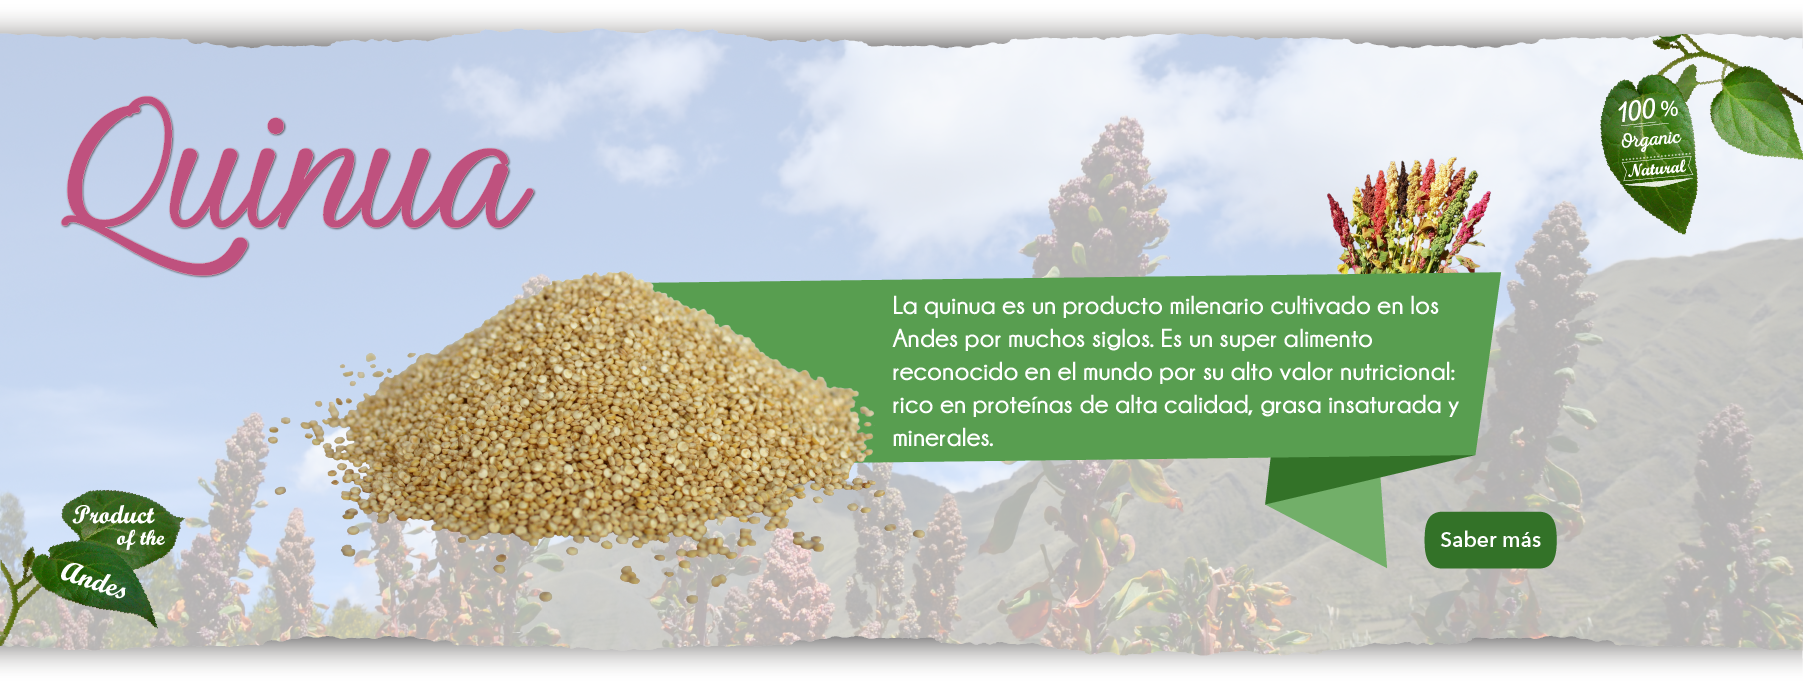 Quinua
100 %
Organic
Natural
La quinua es un producto milenario cultivado en los
Andes por muchos siglos. Es un super alimento
reconocido en el mundo por su alto valor nutricional:
rico en proteínas de alta calidad, grasa insaturada y
minerales.
Product
of the
Andes
Saber más